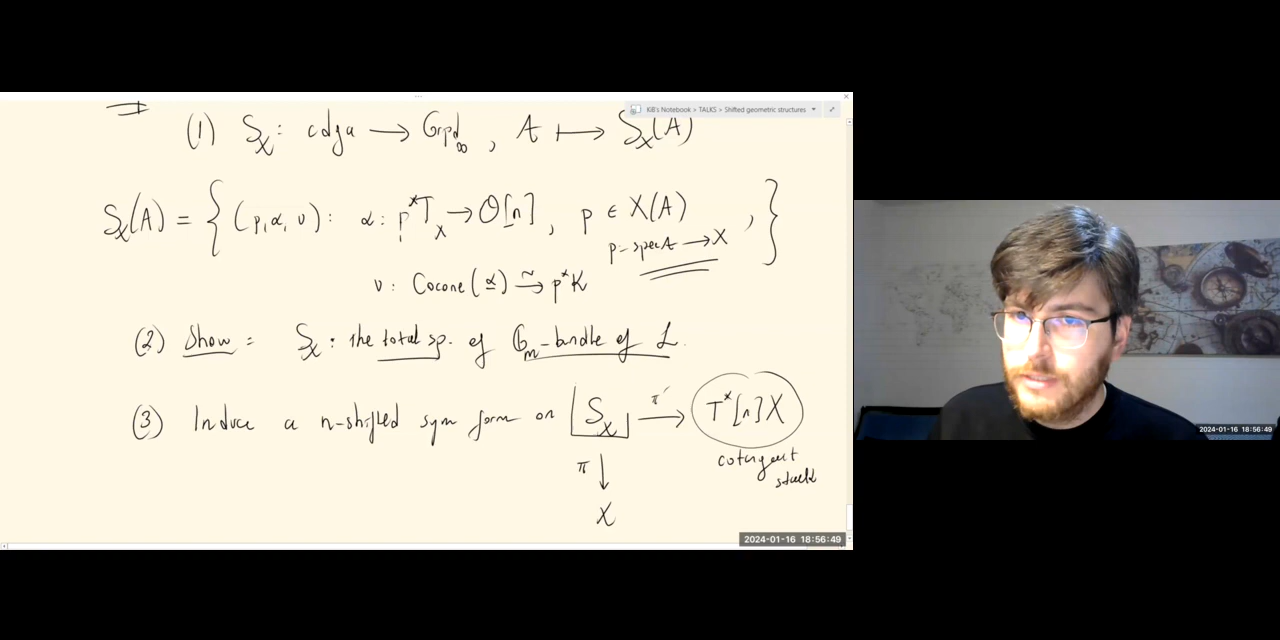 KiB's Notebook > TALKS > Shifted geometric structures
(1) S_X : cdga → Grpd_∞ , A ↦ S_X(A)
S_X(A) = { (p, α, υ) : α : p*T_X → O[n] , p ∈ X(A) , }
p - spec A → X
υ : Cocone(α) ⥲ p*K
(2) Show : S_X : the total sp. of G_m-bundle of L.
(3) Induce a n-shifted sym form on S_X → T*[n]X
π'
cotangent
stack
π ↓
X
2024-01-16 18:56:49
2024-01-16 18:56:49